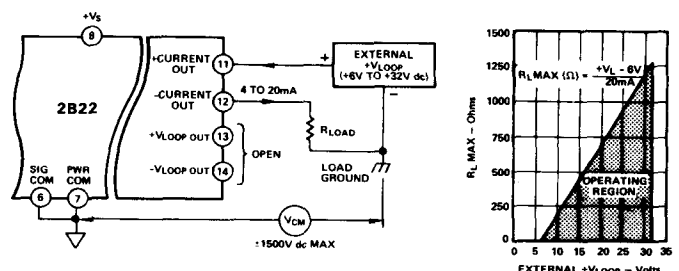 +VS
8
2B22
SIG
COM
6
PWR
COM
7
+CURRENT
OUT
11
-CURRENT
OUT
12
+VLOOP OUT
13
-VLOOP OUT
14
OPEN
+
EXTERNAL
+VLOOP
(+6V TO +32V dc)
−
4 TO 20mA
RLOAD
LOAD
GROUND
VCM
±1500V dc MAX
RL MAX – Ohms
1500
1250
1000
750
500
250
0
RL MAX (Ω) = +VL - 6V
20mA
OPERATING
REGION
0 5 10 15 20 25 30 35
EXTERNAL +VLOOP – Volts